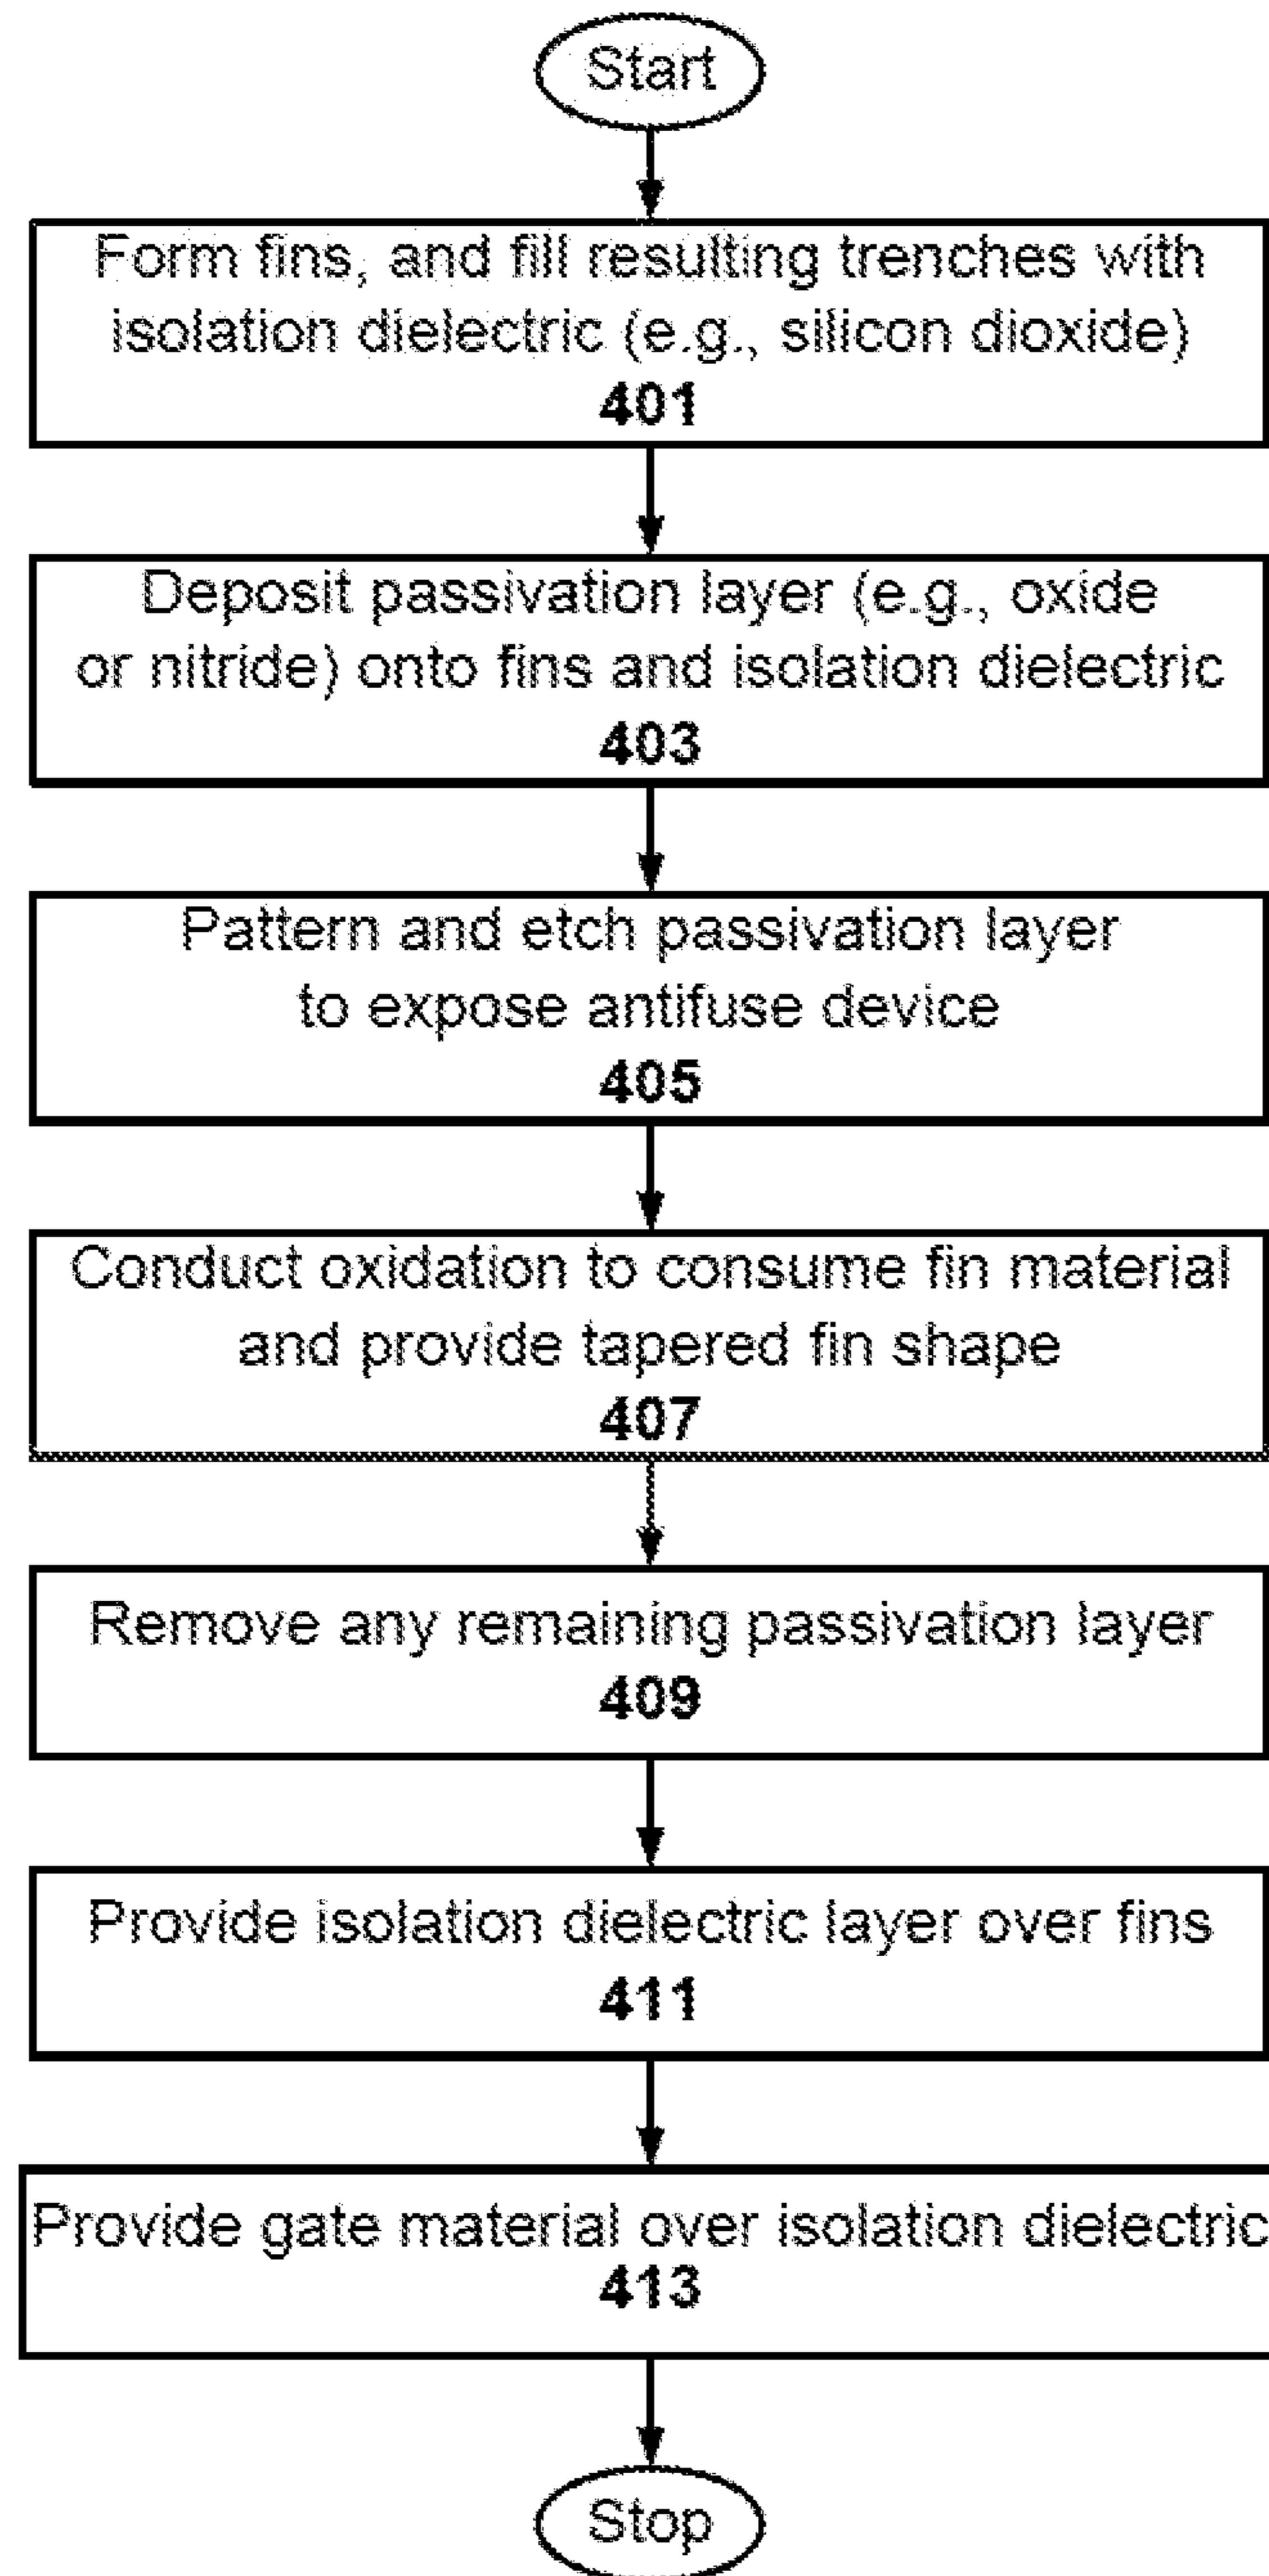 Start
Form fins, and fill resulting trenches with
isolation dielectric (e.g., silicon dioxide)
401
Deposit passivation layer (e.g., oxide
or nitride) onto fins and isolation dielectric
403
Pattern and etch passivation layer
to expose antifuse device
405
Conduct oxidation to consume fin material
and provide tapered fin shape
407
Remove any remaining passivation layer
409
Provide isolation dielectric layer over fins
411
Provide gate material over isolation dielectric
413
Stop